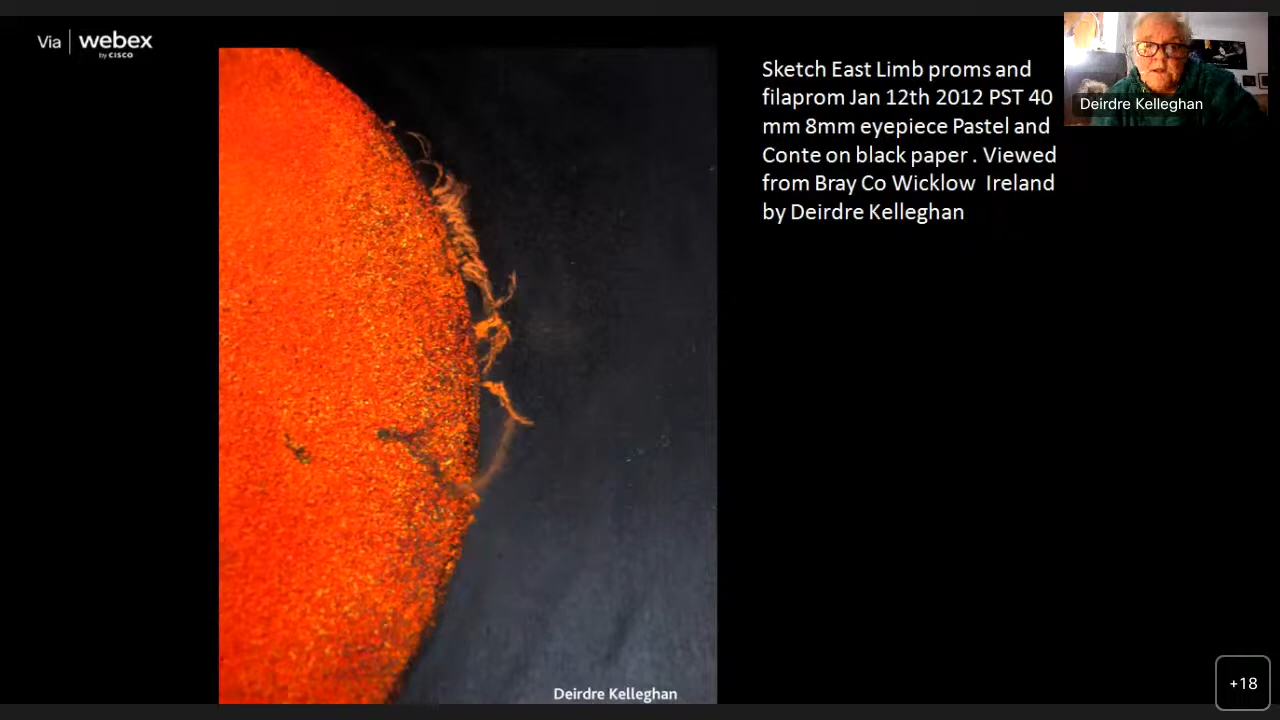 Via | webex
by CISCO
Sketch East Limb proms and
filaprom Jan 12th 2012 PST 40
mm 8mm eyepiece Pastel and
Conte on black paper . Viewed
from Bray Co Wicklow Ireland
by Deirdre Kelleghan
Deirdre Kelleghan
Deirdre Kelleghan
+18